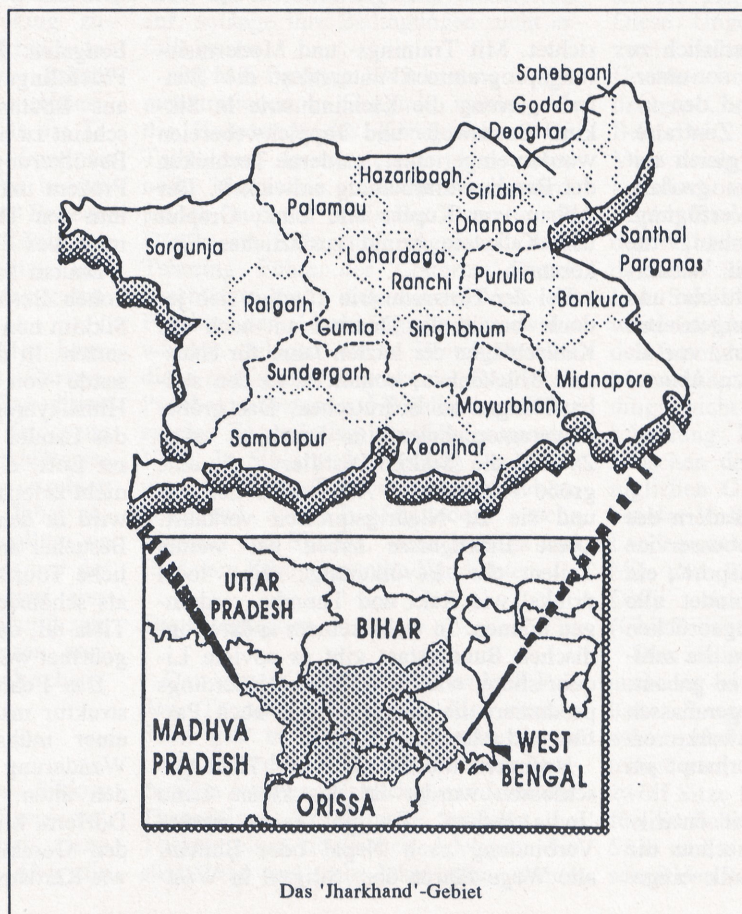 Sahebganj
Godda
Deoghar
Hazaribagh
Giridih
Palamau
Dhanbad
Santhal
Parganas
Sargunja
Lohardaga
Ranchi
Purulia
Bankura
Raigarh
Gumla
Singhbhum
Sundergarh
Midnapore
Mayurbhanj
Sambalpur
Keonjhar
UTTAR
PRADESH
BIHAR
MADHYA
PRADESH
WEST
BENGAL
ORISSA
Das 'Jharkhand'-Gebiet